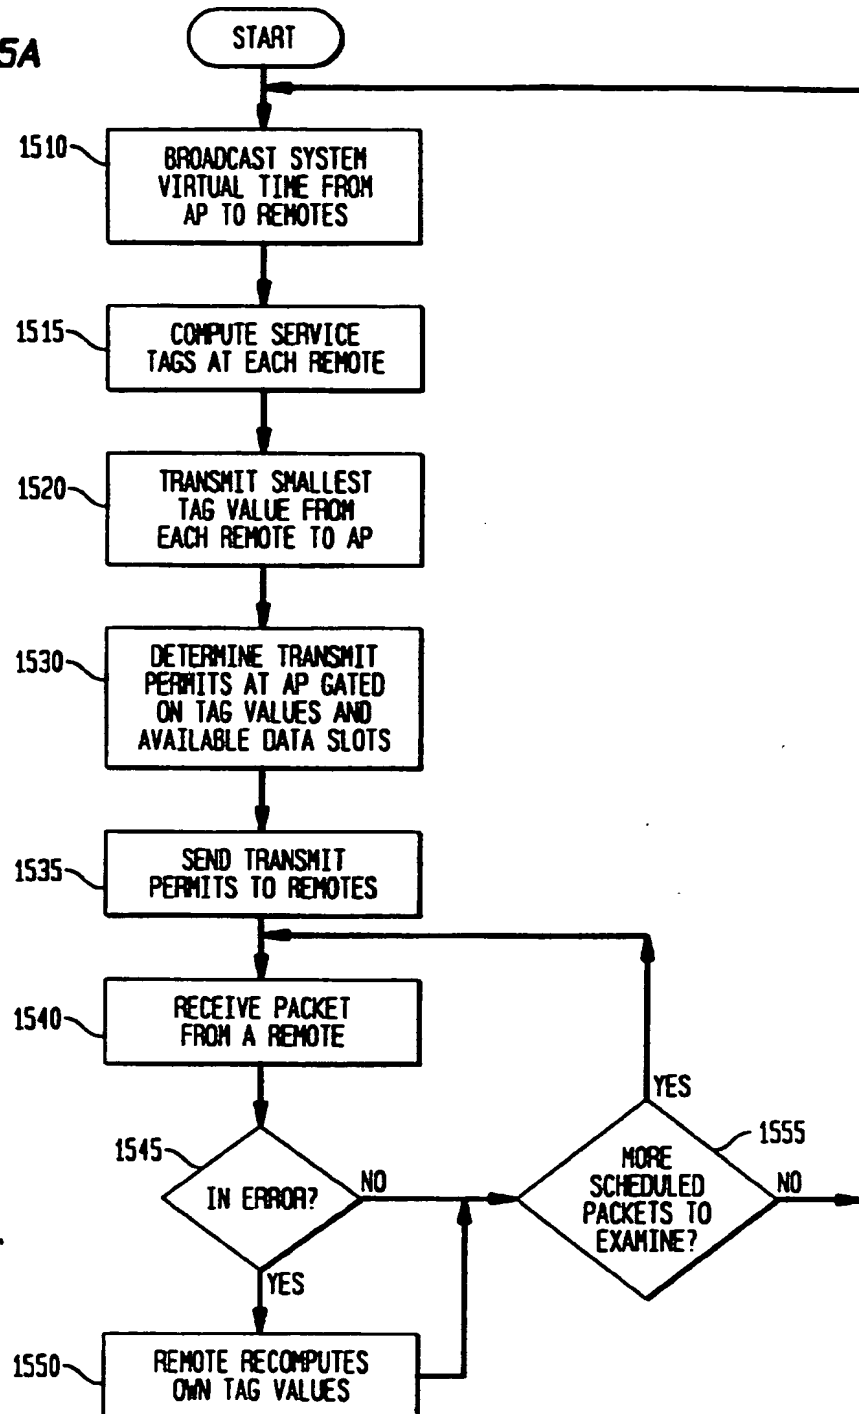 5A
START
1510
BROADCAST SYSTEM
VIRTUAL TIME FROM
AP TO REMOTES
1515
COMPUTE SERVICE
TAGS AT EACH REMOTE
1520
TRANSMIT SMALLEST
TAG VALUE FROM
EACH REMOTE TO AP
1530
DETERMINE TRANSMIT
PERMITS AT AP GATED
ON TAG VALUES AND
AVAILABLE DATA SLOTS
1535
SEND TRANSMIT
PERMITS TO REMOTES
1540
RECEIVE PACKET
FROM A REMOTE
1545
IN ERROR?
NO
YES
1550
REMOTE RECOMPUTES
OWN TAG VALUES
1555
MORE
SCHEDULED
PACKETS TO
EXAMINE?
YES
NO